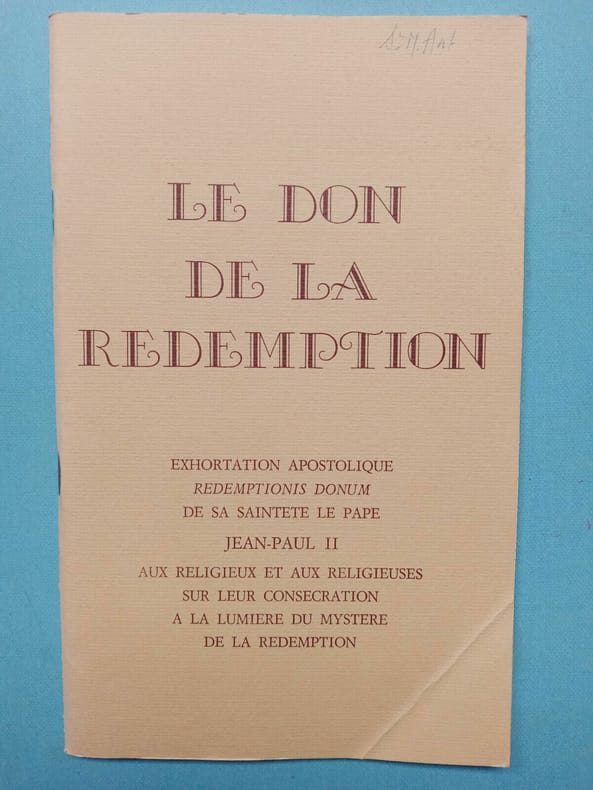 LE DON
DE LA
REDEMPTION
EXHORTATION APOSTOLIQUE
REDEMPTIONIS DONUM
DE SA SAINTETE LE PAPE
JEAN-PAUL II
AUX RELIGIEUX ET AUX RELIGIEUSES
SUR LEUR CONSECRATION
A LA LUMIERE DU MYSTERE
DE LA REDEMPTION